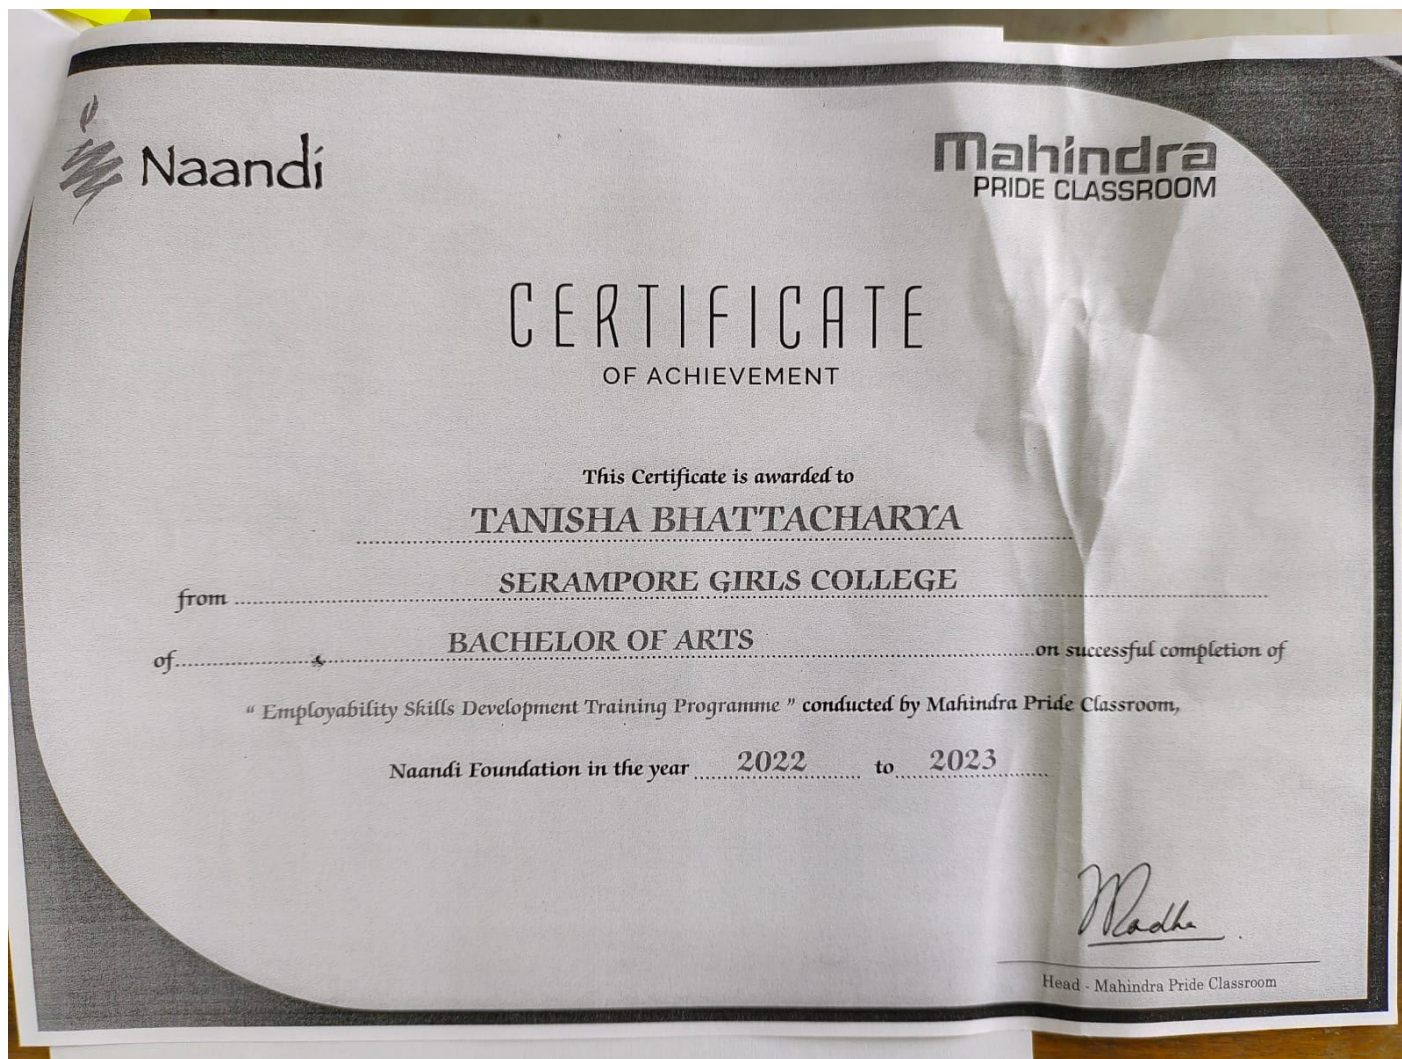 Naandi
Mahindra
PRIDE CLASSROOM
CERTIFICATE
OF ACHIEVEMENT
This Certificate is awarded to
TANISHA BHATTACHARYA
from SERAMPORE GIRLS COLLEGE
of BACHELOR OF ARTS on successful completion of
" Employability Skills Development Training Programme " conducted by Mahindra Pride Classroom,
Naandi Foundation in the year 2022 to 2023
Head - Mahindra Pride Classroom